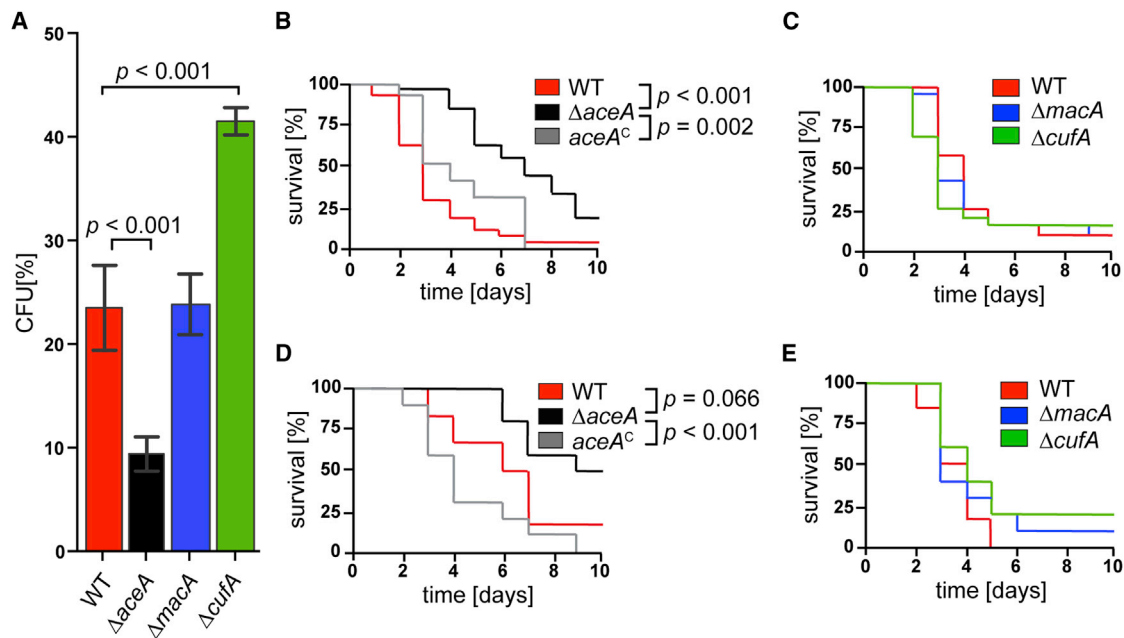 A
CFU[%]
50
40
30
20
10
0
p < 0.001
p < 0.001
WT
ΔaceA
ΔmacA
ΔcufA
B
survival [%]
100
75
50
25
0
0 2 4 6 8 10
time [days]
WT
ΔaceA
aceAᶜ
p < 0.001
p = 0.002
C
survival [%]
100
75
50
25
0
0 2 4 6 8 10
time [days]
WT
ΔmacA
ΔcufA
D
survival [%]
100
75
50
25
0
0 2 4 6 8 10
time [days]
WT
ΔaceA
aceAᶜ
p = 0.066
p < 0.001
E
survival [%]
100
75
50
25
0
0 2 4 6 8 10
time [days]
WT
ΔmacA
ΔcufA